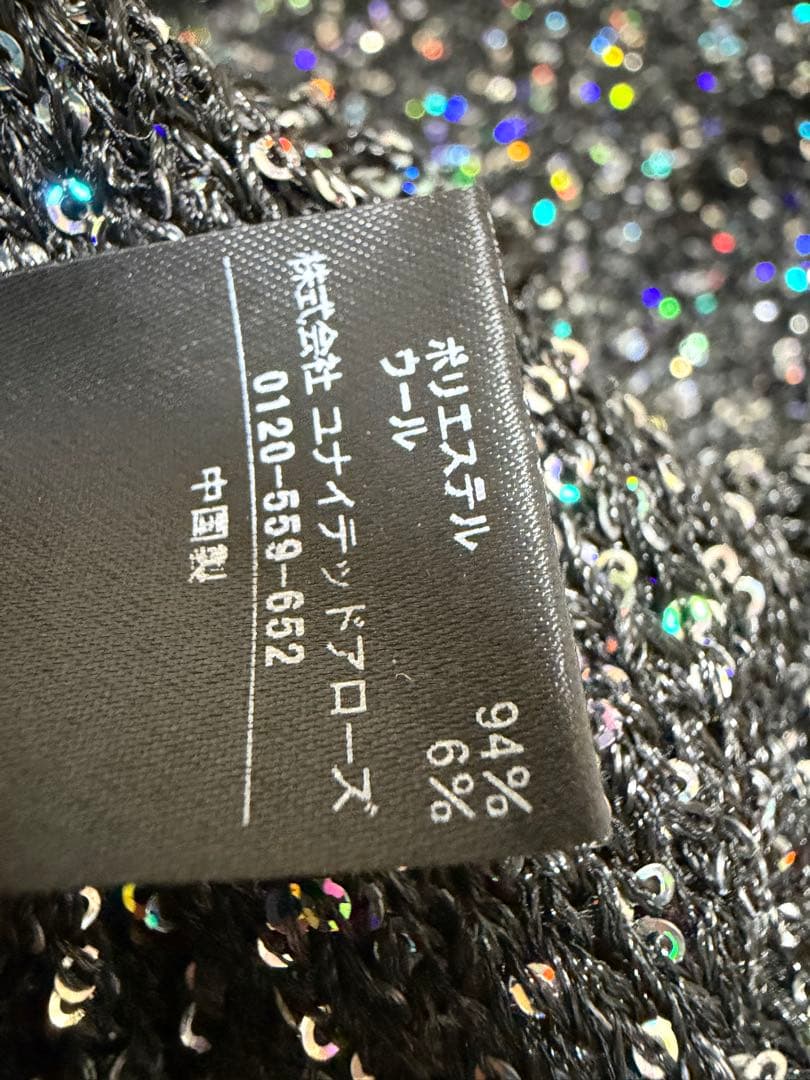 ポリエステル 94%
ウール 6%
株式会社 ユナイテッドアローズ
0120-559-652
中国製